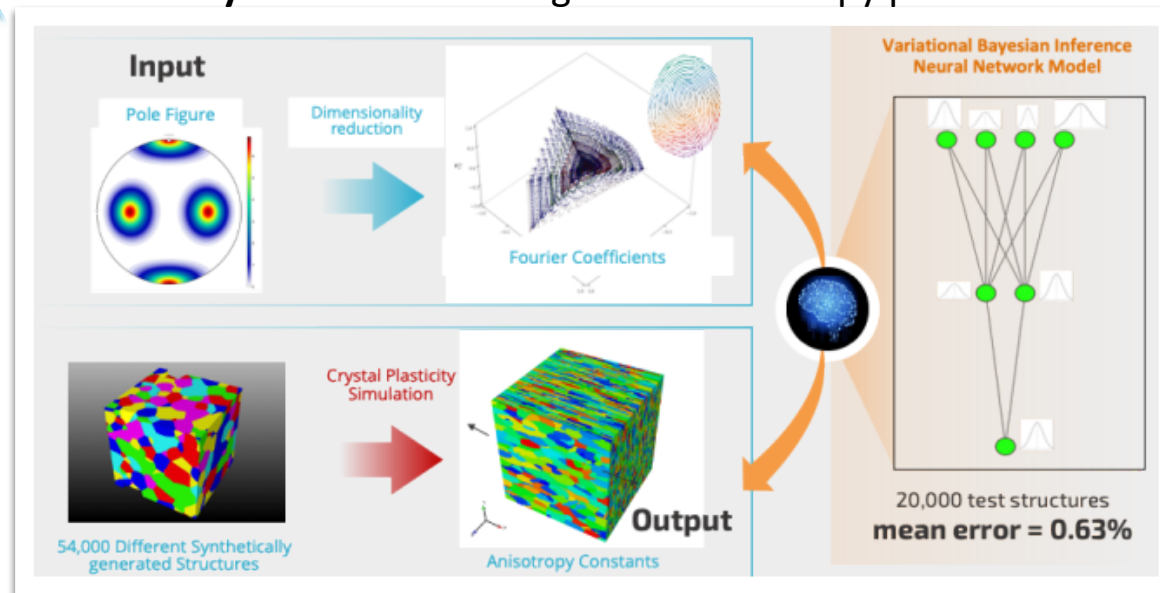 Input
Pole Figure
Dimensionality
reduction
Fourier Coefficients
Variational Bayesian Inference
Neural Network Model
Crystal Plasticity
Simulation
Output
54,000 Different Synthetically
generated Structures
Anisotropy Constants
20,000 test structures
mean error = 0.63%